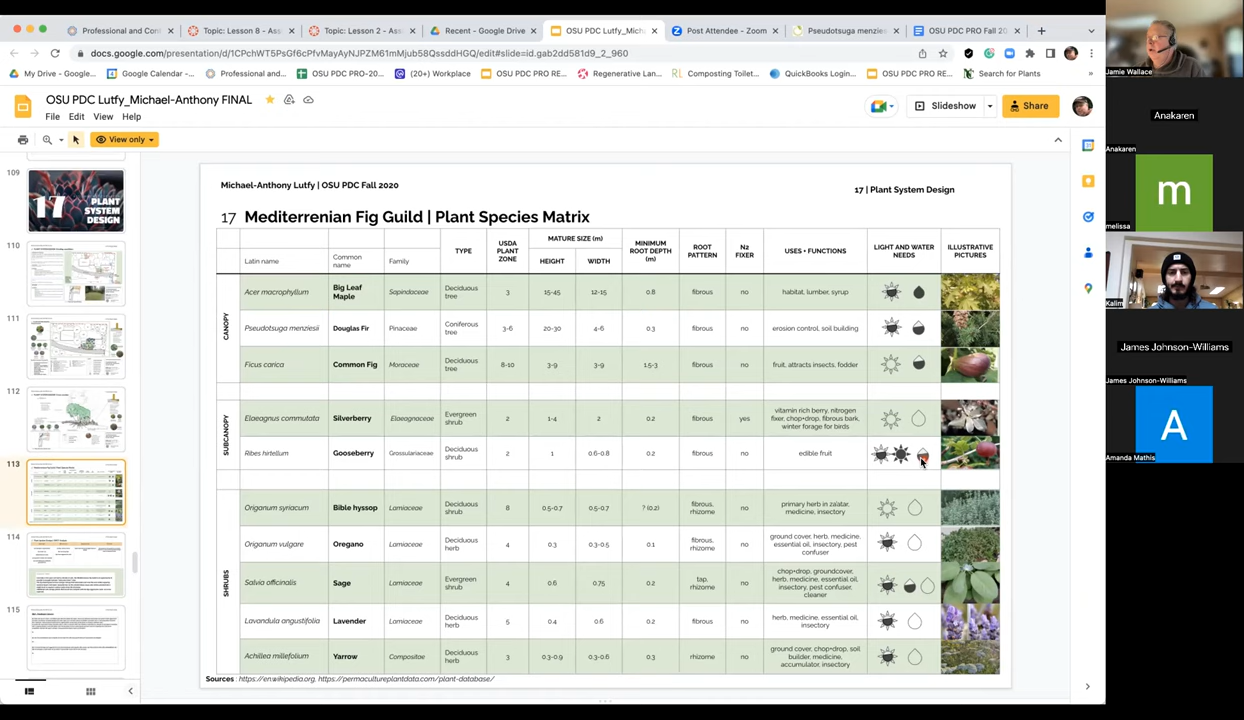 Professional and Con
Topic: Lesson 8 - Ass
Topic: Lesson 2 - Ass
Recent - Google Drive
OSU PDC Lutfy_Mich
Post Attendee - Zoom
Pseudotsuga menzies
OSU PDC PRO Fall 20
docs.google.com/presentation/d/1CPchWT5PsGf6cPfvMayAyNJPZM61mMjub58QssddHGQ/edit#slide=id.gab2dd581d9_2_960
My Drive - Google...
Google Calendar -...
Professional and...
OSU PDC PRO-20...
(20+) Workplace
OSU PDC PRO RE...
Regenerative Lan...
Composting Toilet...
QuickBooks Login...
OSU PDC PRO RE...
Search for Plants
OSU PDC Lutfy_Michael-Anthony FINAL
File Edit View Help
Slideshow
Share
View only
109
17 PLANT
SYSTEM
DESIGN
110
111
112
113
114
115
Michael-Anthony Lutfy | OSU PDC Fall 2020
17 | Plant System Design
17 Mediterrenian Fig Guild | Plant Species Matrix
Latin name
Common name
Family
TYPE
USDA PLANT ZONE
MATURE SIZE (m)
HEIGHT
WIDTH
MINIMUM ROOT DEPTH (m)
ROOT PATTERN
N2 FIXER
USES + FUNCTIONS
LIGHT AND WATER NEEDS
ILLUSTRATIVE PICTURES
CANOPY
Acer macrophyllum Big Leaf Maple Sapindaceae Deciduous tree 3 15-45 12-15 0.8 fibrous no habitat, lumber, syrup
Pseudotsuga menziesii Douglas Fir Pinaceae Coniferous tree 3-6 20-30 4-6 0.3 fibrous no erosion control, soil building
Ficus carica Common Fig Moraceae Deciduous tree 8-10 3-9 3-9 1.5-3 fibrous no fruit, attracts insects, fodder
SUBCANOPY
Elaeagnus commutata Silverberry Elaeagnaceae Evergreen shrub 2 1-4 2 0.2 fibrous yes vitamin rich berry, nitrogen fixer, chop+drop, fibrous bark, winter forage for birds
Ribes hirtellum Gooseberry Grossulariaceae Deciduous shrub 2 1 0.6-0.8 0.2 fibrous no edible fruit
SHRUBS
Origanum syriacum Bible hyssop Lamiaceae Deciduous shrub 8 0.5-0.7 0.5-0.7 ? (0.2) fibrous, rhizome no primary herb in za'atar, medicine, insectory
Origanum vulgare Oregano Lamiaceae Deciduous herb 4 0.3 0.3-0.5 0.1 fibrous, rhizome no ground cover, herb, medicine, essential oil, insectory, pest confuser
Salvia officinalis Sage Lamiaceae Evergreen shrub 4 0.6 0.75 0.2 tap, rhizome no chop+drop, groundcover, herb, medicine, essential oil, insectory, pest confuser, cleaner
Lavandula angustifolia Lavender Lamiaceae Deciduous herb 5 0.4 0.6 0.2 fibrous no herb, medicine, essential oil, insectory
Achillea millefolium Yarrow Compositae Deciduous herb 3 0.3-0.9 0.3-0.6 0.3 rhizome no ground cover, chop+drop, soil builder, medicine, accumulator, insectory
Sources : https://en.wikipedia.org, https://permacultureplantdata.com/plant-database/
Jamie Wallace
Anakaren
Anakaren
m
melissa
Kalim
James Johnson-Williams
James Johnson-Williams
A
Amanda Mathis